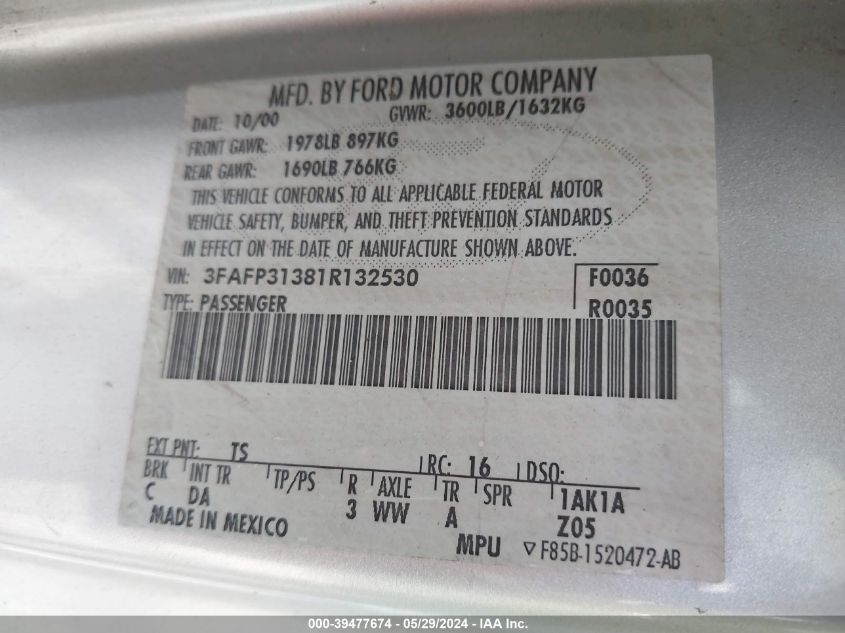 MFD. BY FORD MOTOR COMPANY
DATE: 10/00 GVWR: 3600LB/1632KG
FRONT GAWR: 1978LB 897KG
REAR GAWR: 1690LB 766KG
THIS VEHICLE CONFORMS TO ALL APPLICABLE FEDERAL MOTOR
VEHICLE SAFETY, BUMPER, AND THEFT PREVENTION STANDARDS
IN EFFECT ON THE DATE OF MANUFACTURE SHOWN ABOVE.
VIN: 3FAFP31381R132530 F0036
TYPE: PASSENGER R0035
EXT PNT: TS RC: 16 DSO:
BRK INT TR TP/PS R AXLE TR SPR 1AK1A
C DA 3 WW A Z05
MADE IN MEXICO MPU ▽ F85B-1520472-AB
000-39477674 / 05/29/2024 - IAA Inc.